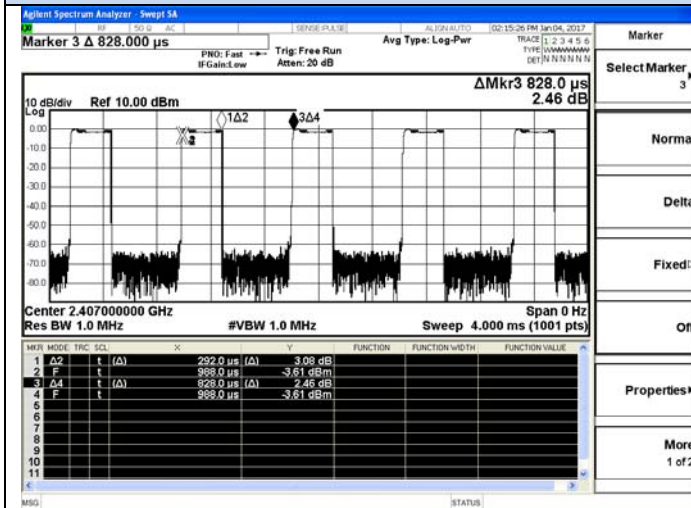 Agilent Spectrum Analyzer - Swept SA
RF 50 Ω AC SENSE:PULSE ALIGN AUTO 02:15:26 PM Jan 04, 2017
Marker 3 Δ 828.000 μs
PNO: Fast
IFGain:Low
Trig: Free Run
Atten: 20 dB
Avg Type: Log-Pwr
TRACE 1 2 3 4 5 6
TYPE WWWWWW
DET N N N N N N
ΔMkr3 828.0 μs
2.46 dB
10 dB/div Ref 10.00 dBm
Log
0.00
-10.0
-20.0
-30.0
-40.0
-50.0
-60.0
-70.0
-80.0
1Δ2
3Δ4
Center 2.407000000 GHz
Span 0 Hz
Res BW 1.0 MHz #VBW 1.0 MHz Sweep 4.000 ms (1001 pts)
MKR MODE TRC SCL X Y FUNCTION FUNCTION WIDTH FUNCTION VALUE
1 Δ2 t (Δ) 292.0 μs (Δ) 3.08 dB
2 F t 988.0 μs -3.61 dBm
3 Δ4 t (Δ) 828.0 μs (Δ) 2.46 dB
4 F t 988.0 μs -3.61 dBm
5
6
7
8
9
10
11
MSG STATUS
Marker
Select Marker
3
Norma
Delta
Fixed
Of
Properties
More
1 of 2